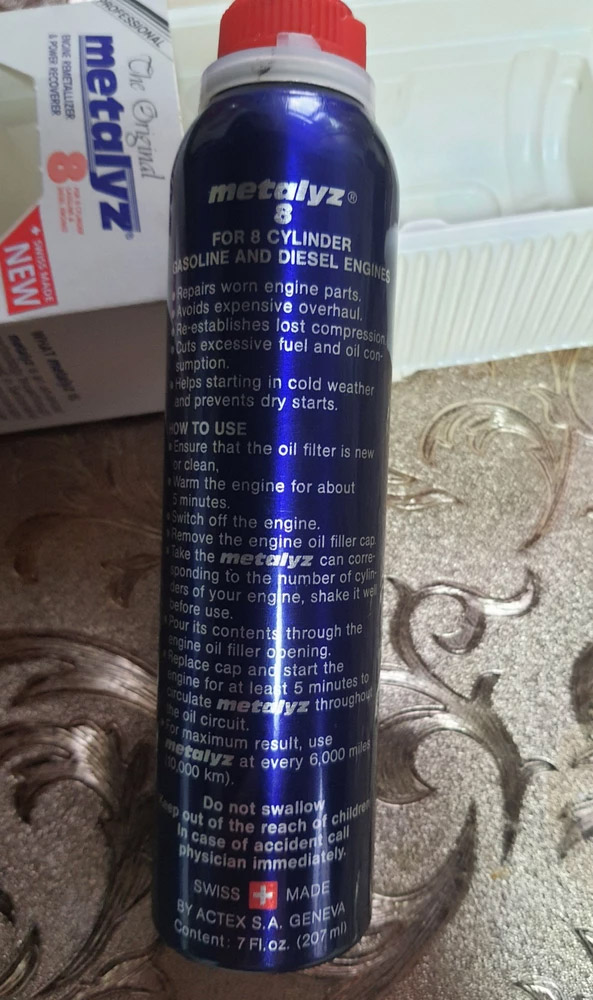 PROFESSIONAL
The Original
metalyz
ENGINE REMETALLIZER
& POWER RECOVERER
8
+ SWISS MADE
NEW
metalyz®
8
FOR 8 CYLINDER
GASOLINE AND DIESEL ENGINES
• Repairs worn engine parts.
• Avoids expensive overhaul.
• Re-establishes lost compression.
• Cuts excessive fuel and oil con-
sumption.
• Helps starting in cold weather
and prevents dry starts.
HOW TO USE
• Ensure that the oil filter is new
or clean,
• Warm the engine for about
5 minutes.
• Switch off the engine.
• Remove the engine oil filler cap.
• Take the metalyz can corre-
sponding to the number of cylin-
ders of your engine, shake it well
before use.
• Pour its contents through the
engine oil filler opening.
• Replace cap and start the
engine for at least 5 minutes to
circulate metalyz throughout
the oil circuit.
• For maximum result, use
metalyz at every 6,000 miles
(10,000 km).
Do not swallow
Keep out of the reach of children
In case of accident call
physician immediately.
SWISS MADE
BY ACTEX S.A. GENEVA
Content: 7 Fl.oz. (207 ml)